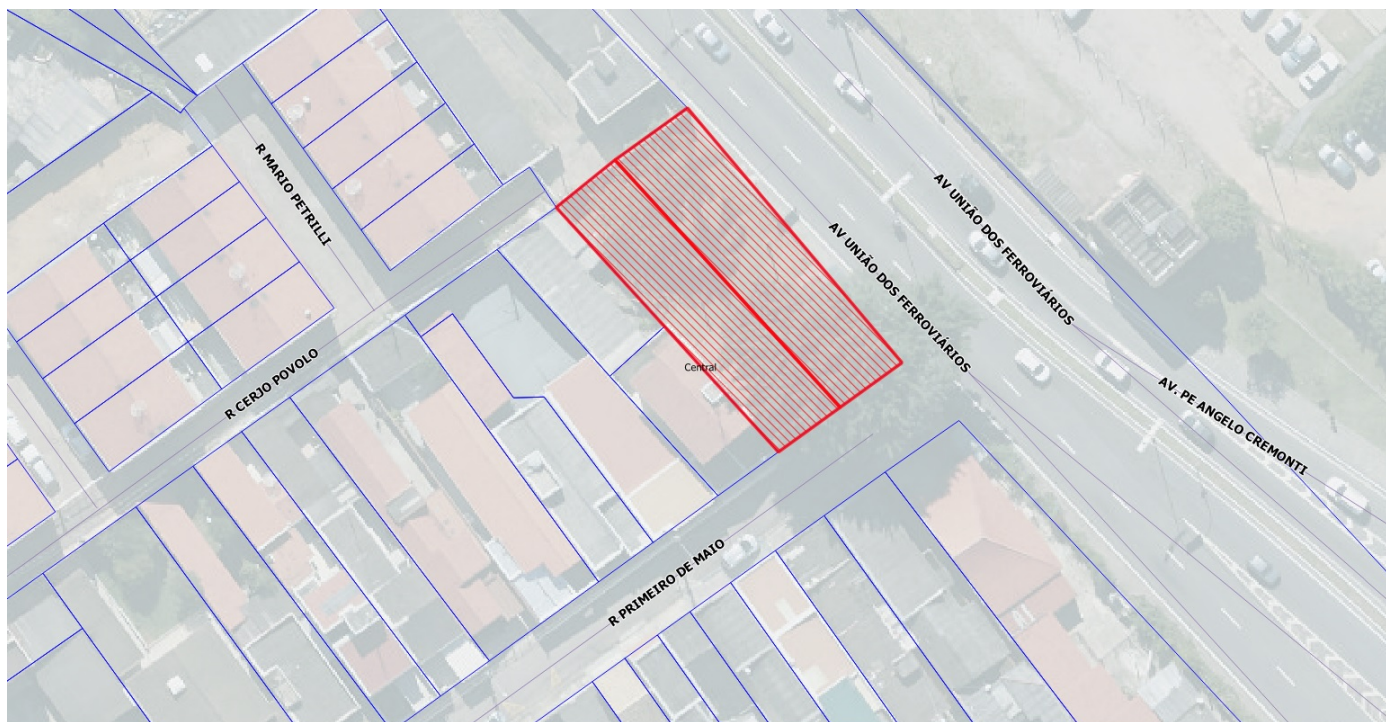 R MARIO PETRILLI
AV UNIÃO DOS FERROVIÁRIOS
AV UNIÃO DOS FERROVIÁRIOS
Central
R CERJO POVOLO
AV. PE ANGELO CREMONTI
R PRIMEIRO DE MAIO